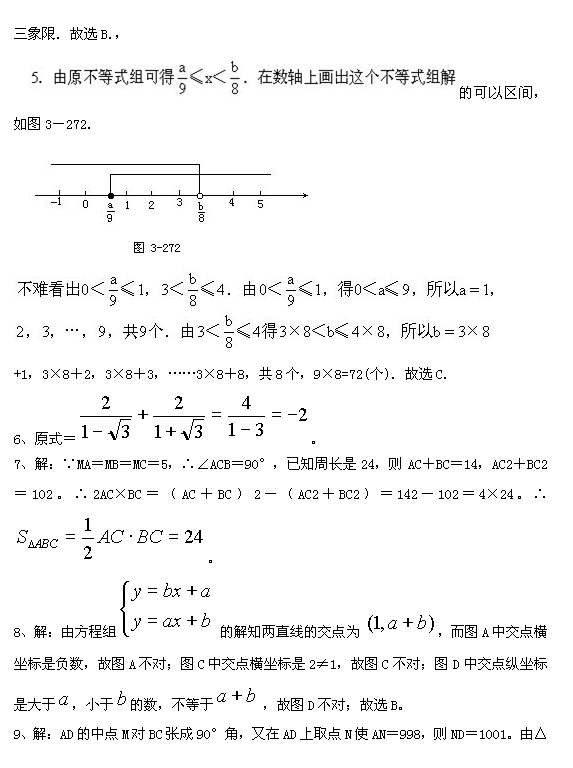 三象限．故选B.，
5. 由原不等式组可得a/9≤x＜b/8．在数轴上画出这个不等式组解的可以区间，
如图3－272.
-1 0 a/9 1 2 3 b/8 4 5
图 3-272
不难看出0＜a/9≤1，3＜b/8≤4．由0＜a/9≤1，得0＜a≤9，所以a＝1，
2，3，…，9，共9个．由3＜b/8≤4得3×8＜b≤4×8，所以b＝3×8
+1，3×8＋2，3×8＋3，……3×8＋8，共8个，9×8=72(个)．故选C.
6、原式＝2/(1-√3)+2/(1+√3)=4/(1-3)=-2。
7、解：∵MA＝MB＝MC＝5，∴∠ACB＝90°，已知周长是24，则AC＋BC＝14，AC2＋BC2
＝102。∴2AC×BC＝（AC＋BC）2－（AC2＋BC2）＝142－102＝4×24。∴
S△ABC=1/2 AC·BC=24。
8、解：由方程组{y=bx+a y=ax+b的解知两直线的交点为(1,a+b)，而图A中交点横
坐标是负数，故图A不对；图C中交点横坐标是2≠1，故图C不对；图D中交点纵坐标
是大于a，小于b的数，不等于a+b，故图D不对；故选B。
9、解：AD的中点M对BC张成90°角，又在AD上取点N使AN＝998，则ND＝1001。由△